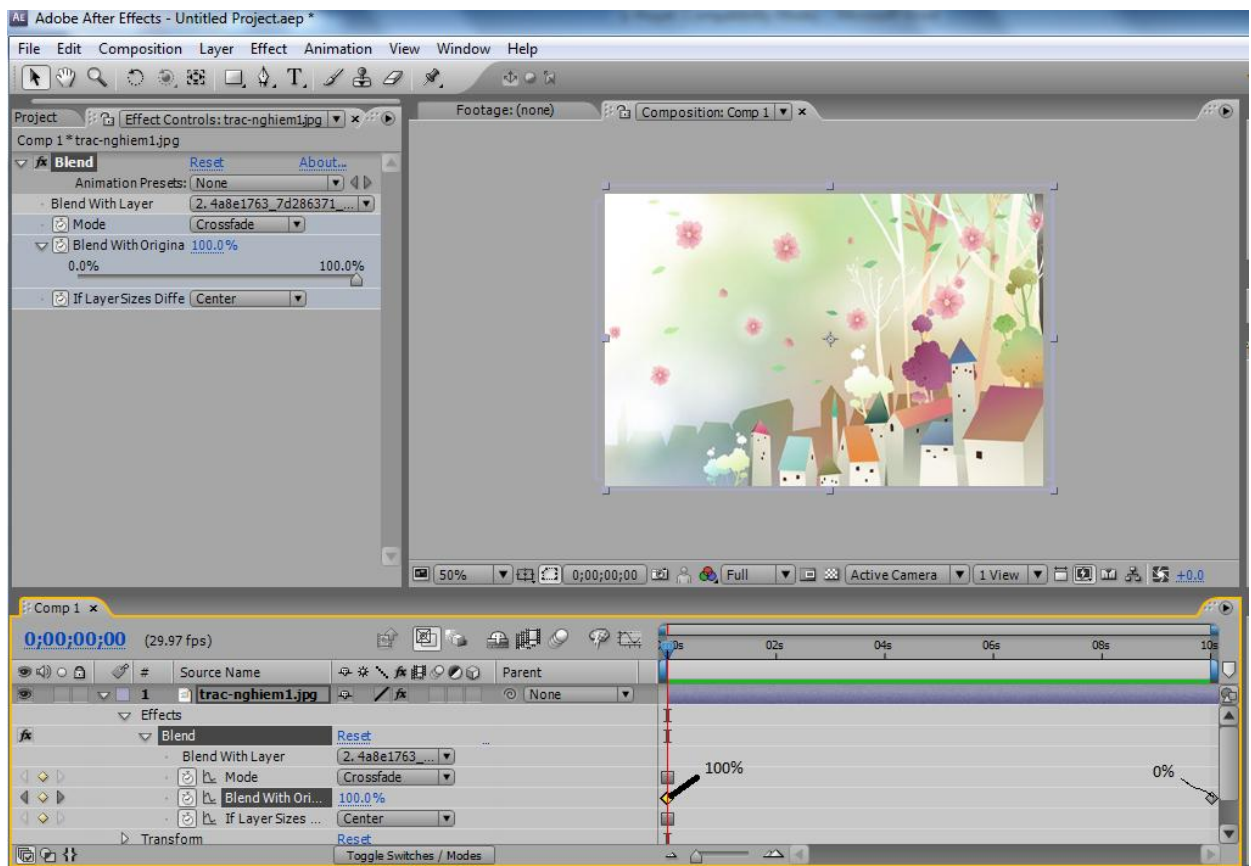 Adobe After Effects - Untitled Project.aep *
File Edit Composition Layer Effect Animation View Window Help
Project Effect Controls: trac-nghiem1.jpg
Comp 1 * trac-nghiem1.jpg
fx Blend Reset About...
Animation Presets: None
Blend With Layer 2. 4a8e1763_7d286371_...
Mode Crossfade
Blend With Origina 100.0%
0.0% 100.0%
If Layer Sizes Diffe Center
Footage: (none) Composition: Comp 1
50% 0;00;00;00 Full Active Camera 1 View +0.0
Comp 1
0;00;00;00 (29.97 fps)
02s 04s 06s 08s 10s
# Source Name Parent
1 trac-nghiem1.jpg None
Effects
fx Blend Reset
Blend With Layer 2. 4a8e1763_...
Mode Crossfade
100% 0%
Blend With Ori... 100.0%
If Layer Sizes ... Center
Transform Reset
Toggle Switches / Modes